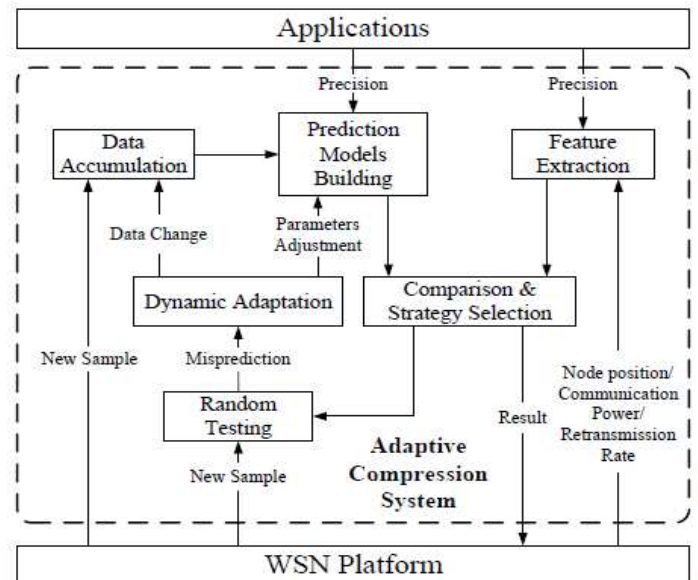 Applications
Precision
Precision
Data
Accumulation
Prediction
Models
Building
Feature
Extraction
Data Change
Parameters
Adjustment
Dynamic Adaptation
Comparison &
Strategy Selection
New Sample
Misprediction
Random
Testing
Result
Node position/
Communication
Power/
Retransmission
Rate
New Sample
Adaptive
Compression
System
WSN Platform